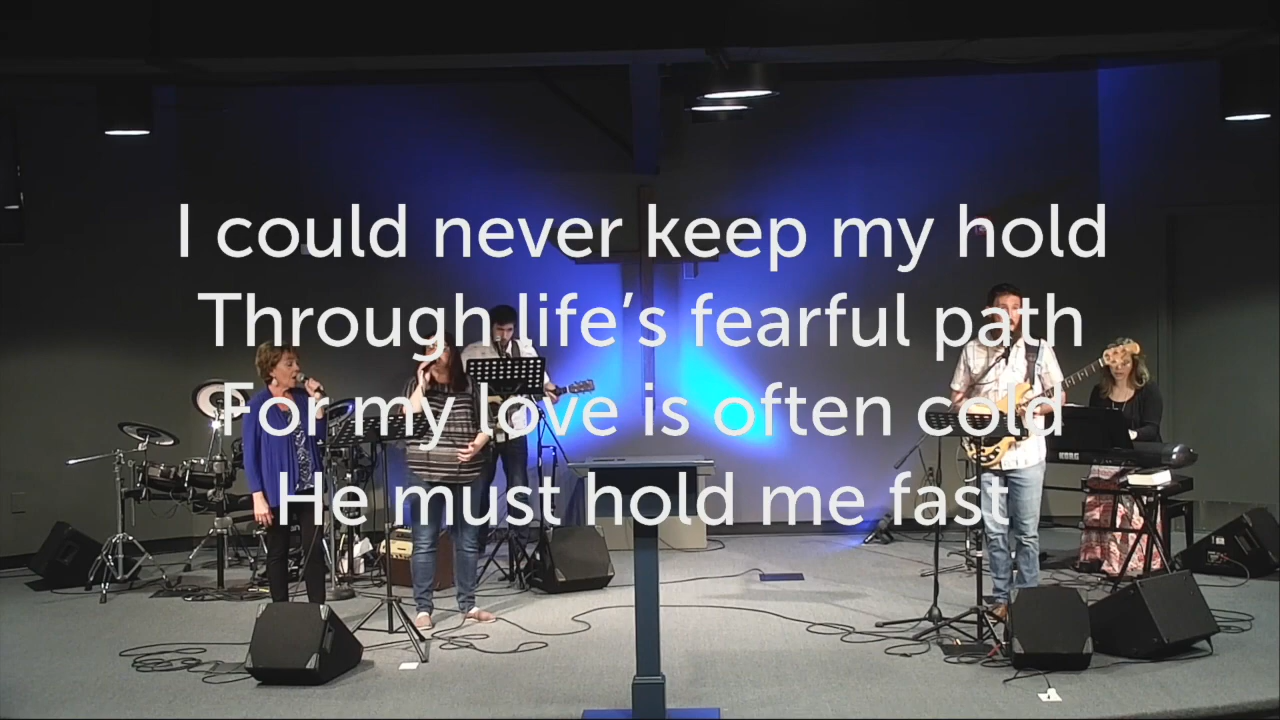 I could never keep my hold
Through life’s fearful path
For my love is often cold
He must hold me fast
KORG